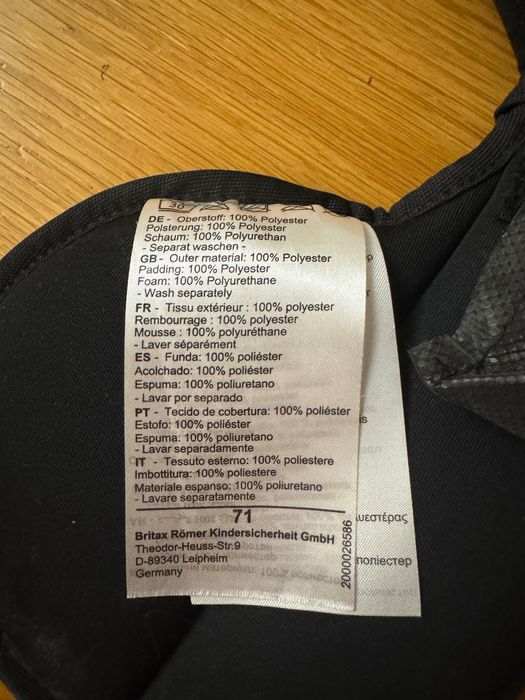 30
DE - Oberstoff: 100% Polyester
Polsterung: 100% Polyester
Schaum: 100% Polyurethan
- Separat waschen -
GB - Outer material: 100% Polyester
Padding: 100% Polyester
Foam: 100% Polyurethane
- Wash separately
FR - Tissu extérieur : 100% polyester
Rembourrage : 100% polyester
Mousse : 100% polyuréthane
- Laver séparément
ES - Funda: 100% poliéster
Acolchado: 100% poliéster
Espuma: 100% poliuretano
- Lavar por separado
PT - Tecido de cobertura: 100% poliéster
Estofo: 100% poliéster
Espuma: 100% poliuretano
- Lavar separadamente
IT - Tessuto esterno: 100% poliestere
Imbottitura: 100% poliestere
Materiale espanso: 100% poliuretano
- Lavare separatamente
71
Britax Römer Kindersicherheit GmbH
Theodor-Heuss-Str.9
D-89340 Leipheim
Germany
2000026586